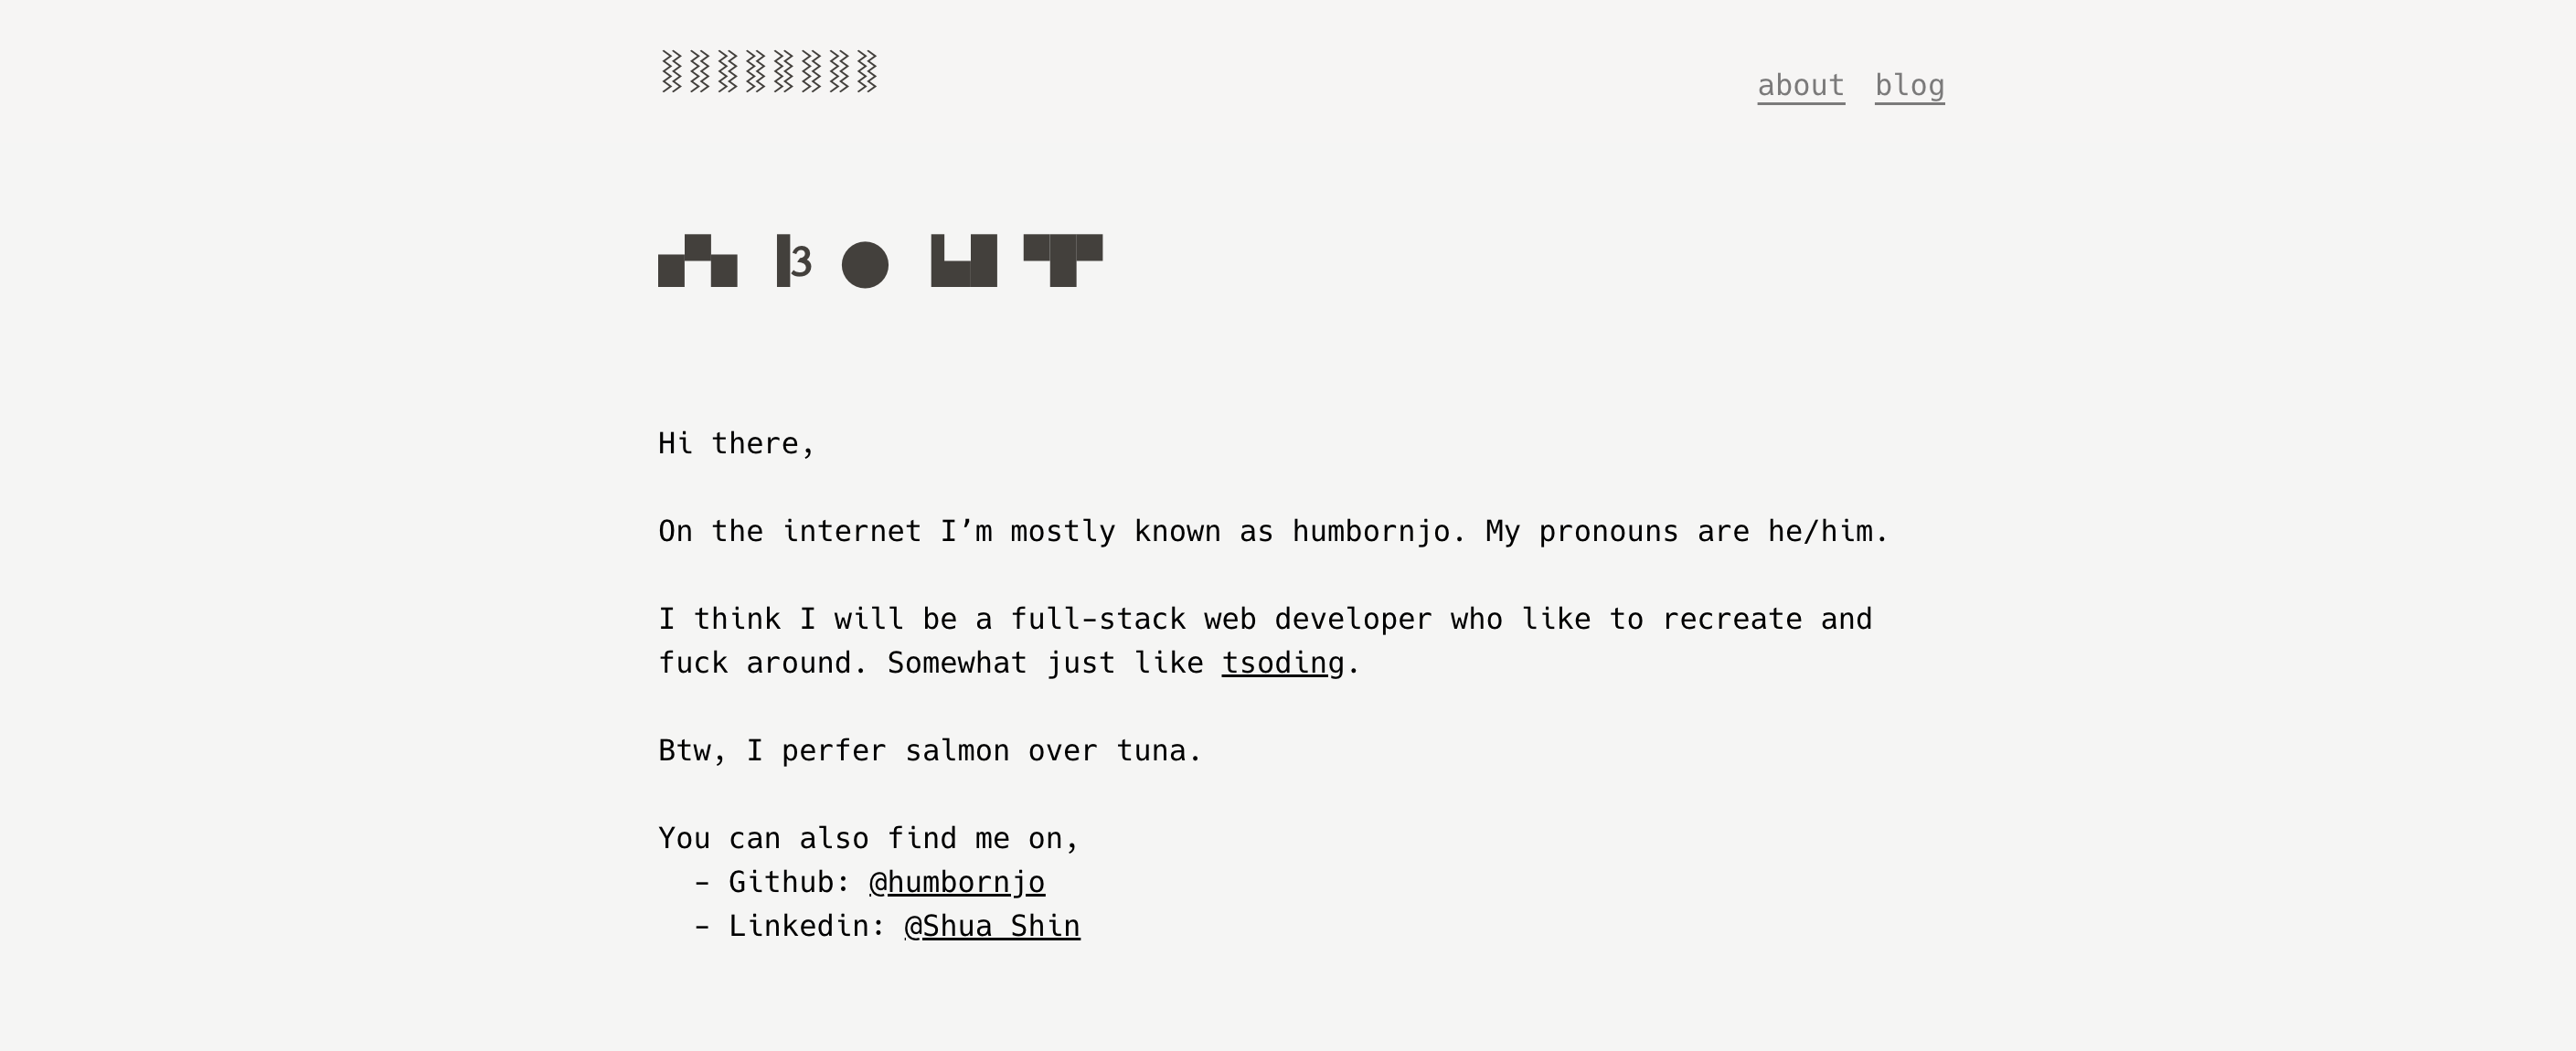 about blog
ABOUT
Hi there,
On the internet I’m mostly known as humbornjo. My pronouns are he/him.
I think I will be a full-stack web developer who like to recreate and
fuck around. Somewhat just like tsoding.
Btw, I perfer salmon over tuna.
You can also find me on,
- Github: @humbornjo
- Linkedin: @Shua Shin